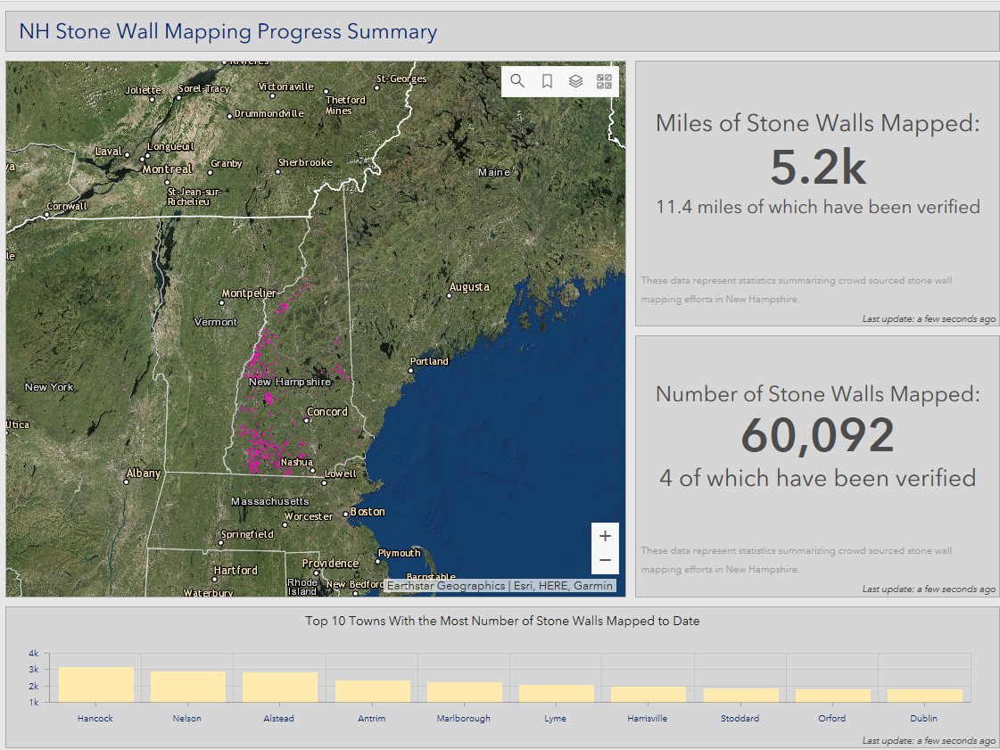 NH Stone Wall Mapping Progress Summary
Rivières
Joliette
Sorel-Tracy
Victoriaville
St-Georges
Thetford
Mines
Drummondville
Laval
Longueuil
Montreal
Granby
Sherbrooke
Maine
St-Jean-sur-
Richelieu
Cornwall
Montpelier
Augusta
Vermont
Portland
New York
New Hampshire
Concord
Utica
Nashua
Albany
Lowell
Massachusetts
Worcester
Boston
Springfield
Plymouth
Hartford
Providence
Barnstable
Rhode
Island
New Bedford
Waterbury
Earthstar Geographics | Esri, HERE, Garmin
+
−
Miles of Stone Walls Mapped:
5.2k
11.4 miles of which have been verified
These data represent statistics summarizing crowd sourced stone wall
mapping efforts in New Hampshire.
Last update: a few seconds ago
Number of Stone Walls Mapped:
60,092
4 of which have been verified
These data represent statistics summarizing crowd sourced stone wall
mapping efforts in New Hampshire.
Last update: a few seconds ago
Top 10 Towns With the Most Number of Stone Walls Mapped to Date
4k
3k
2k
1k
Hancock Nelson Alstead Antrim Marlborough Lyme Harrisville Stoddard Orford Dublin
Last update: a few seconds ago